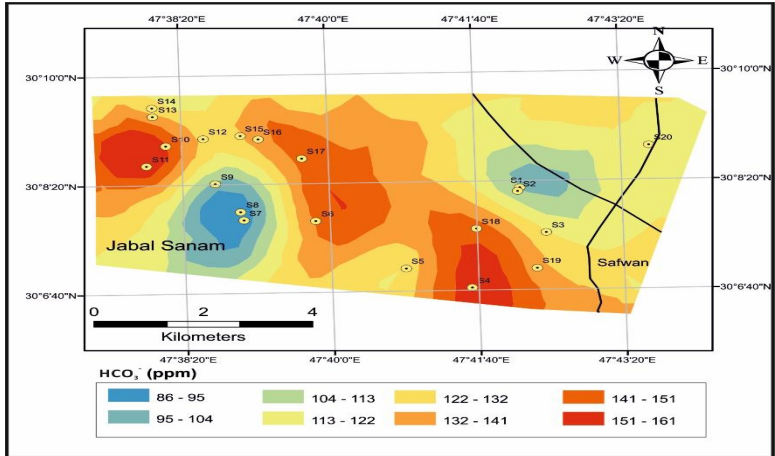 47°38'20"E 47°40'0"E 47°41'40"E 47°43'20"E
N
W E
S
30°10'0"N 30°10'0"N
S14
S13
S10 S12 S15 S16
S20
S17
S11
30°8'20"N 30°8'20"N
S9 S1
S2
S8
S7 S6 S18 S3
Jabal Sanam
S5 S19 Safwan
S4
30°6'40"N 30°6'40"N
0 2 4
Kilometers
47°38'20"E 47°40'0"E 47°41'40"E 47°43'20"E
HCO₃⁻ (ppm)
86 - 95 104 - 113 122 - 132 141 - 151
95 - 104 113 - 122 132 - 141 151 - 161